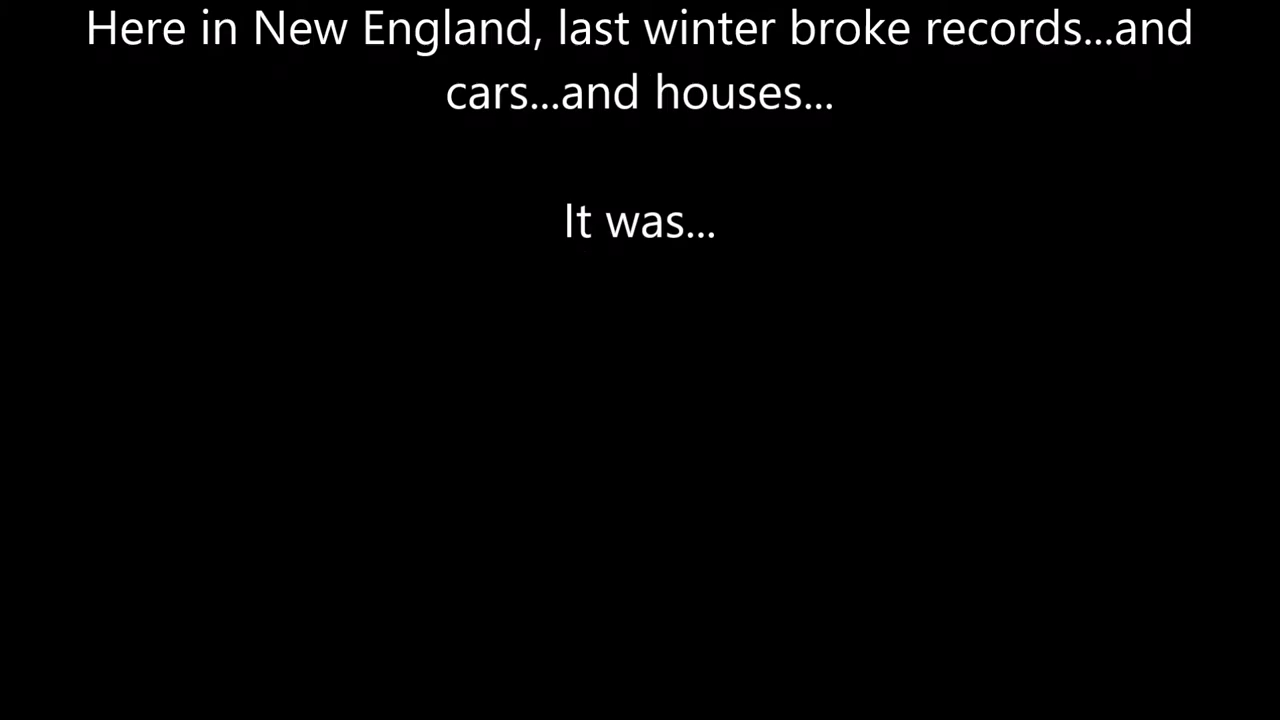 Here in New England, last winter broke records...and
cars...and houses...
It was...